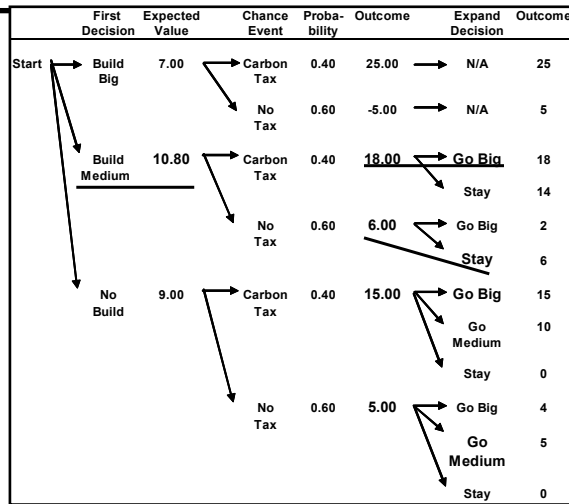 First Expected Chance Proba- Outcome Expand Outcome
Decision Value Event bility Decision
Start Build 7.00 Carbon 0.40 25.00 N/A 25
Big Tax
No 0.60 -5.00 N/A 5
Tax
Build 10.80 Carbon 0.40 18.00 Go Big 18
Medium Tax
Stay 14
No 0.60 6.00 Go Big 2
Tax
Stay 6
No 9.00 Carbon 0.40 15.00 Go Big 15
Build Tax
Go 10
Medium
Stay 0
No 0.60 5.00 Go Big 4
Tax
Go 5
Medium
Stay 0